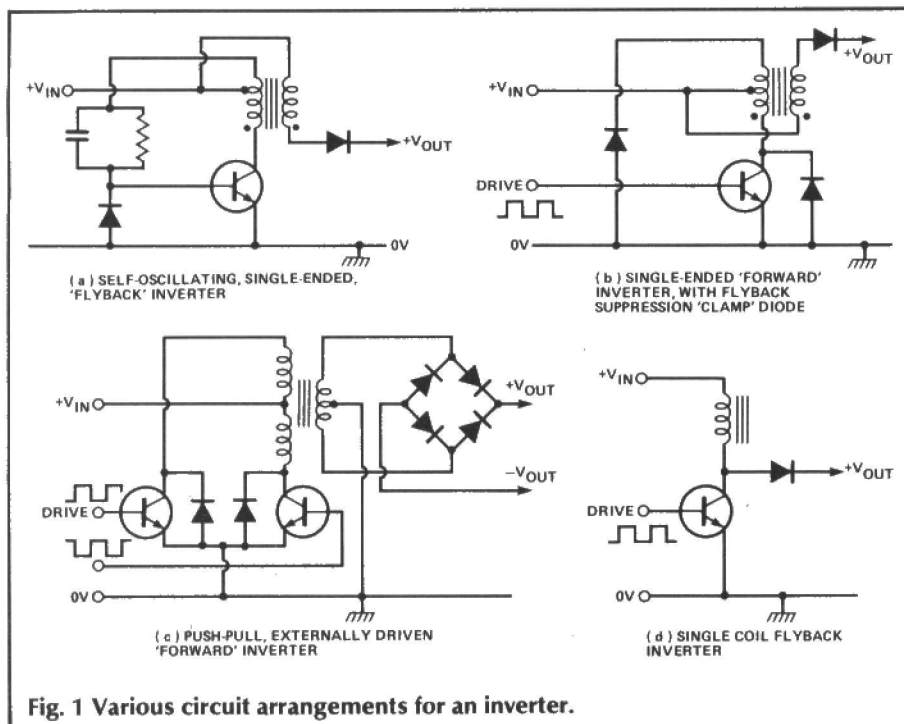 +VIN
+VOUT
0V
(a) SELF-OSCILLATING, SINGLE-ENDED,
'FLYBACK' INVERTER
+VOUT
+VIN
DRIVE
0V
(b) SINGLE-ENDED 'FORWARD'
INVERTER, WITH FLYBACK
SUPPRESSION 'CLAMP' DIODE
+VIN
+VOUT
−VOUT
DRIVE
0V
(c) PUSH-PULL, EXTERNALLY DRIVEN
'FORWARD' INVERTER
+VIN
+VOUT
DRIVE
0V
(d) SINGLE COIL FLYBACK
INVERTER
Fig. 1 Various circuit arrangements for an inverter.